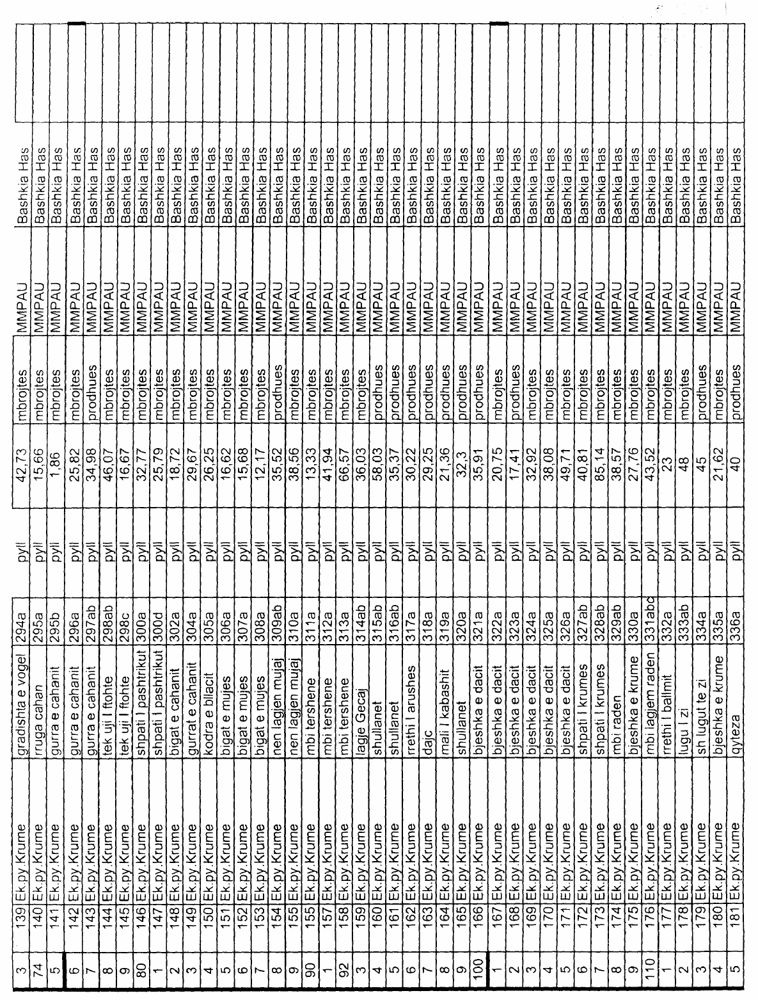 3 139 Ek.py.Krume gradishta e vogel 294a pyll 42,73 mbrojtes MMPAU Bashkia Has
74 140 Ek.py.Krume rruga cahan 295a pyll 15,66 mbrojtes MMPAU Bashkia Has
5 141 Ek.py.Krume gurra e cahanit 295b pyll 1,86 mbrojtes MMPAU Bashkia Has
6 142 Ek.py.Krume gurra e cahanit 296a pyll 25,82 mbrojtes MMPAU Bashkia Has
7 143 Ek.py.Krume gurra e cahanit 297ab pyll 34,98 prodhues MMPAU Bashkia Has
8 144 Ek.py.Krume tek uji I ftohte 298ab pyll 46,07 mbrojtes MMPAU Bashkia Has
9 145 Ek.py.Krume tek uji I ftohte 298c pyll 16,67 mbrojtes MMPAU Bashkia Has
80 146 Ek.py.Krume shpati I pashtrikut 300a pyll 32,77 mbrojtes MMPAU Bashkia Has
1 147 Ek.py.Krume shpati I pashtrikut 300d pyll 25,79 mbrojtes MMPAU Bashkia Has
2 148 Ek.py.Krume bigat e cahanit 302a pyll 18,72 mbrojtes MMPAU Bashkia Has
3 149 Ek.py.Krume gurrat e cahanit 304a pyll 29,67 mbrojtes MMPAU Bashkia Has
4 150 Ek.py.Krume kodra e bllacit 305a pyll 26,25 mbrojtes MMPAU Bashkia Has
5 151 Ek.py.Krume bigat e mujes 306a pyll 16,62 mbrojtes MMPAU Bashkia Has
6 152 Ek.py.Krume bigat e mujes 307a pyll 15,68 mbrojtes MMPAU Bashkia Has
7 153 Ek.py.Krume bigat e mujes 308a pyll 12,17 mbrojtes MMPAU Bashkia Has
8 154 Ek.py.Krume nen lagjen mujaj 309ab pyll 35,52 prodhues MMPAU Bashkia Has
9 155 Ek.py.Krume nen lagjen mujaj 310a pyll 38,56 mbrojtes MMPAU Bashkia Has
90 155 Ek.py.Krume mbi tershene 311a pyll 13,33 mbrojtes MMPAU Bashkia Has
1 157 Ek.py.Krume mbi tershene 312a pyll 41,94 mbrojtes MMPAU Bashkia Has
92 158 Ek.py.Krume mbi tershene 313a pyll 66,57 mbrojtes MMPAU Bashkia Has
3 159 Ek.py.Krume lagje Gecaj 314ab pyll 36,03 mbrojtes MMPAU Bashkia Has
4 160 Ek.py.Krume shullanet 315ab pyll 58,03 prodhues MMPAU Bashkia Has
5 161 Ek.py.Krume shullanet 316ab pyll 35,37 prodhues MMPAU Bashkia Has
6 162 Ek.py.Krume rrethi I arushes 317a pyll 30,22 prodhues MMPAU Bashkia Has
7 163 Ek.py.Krume dajc 318a pyll 29,25 prodhues MMPAU Bashkia Has
8 164 Ek.py.Krume mali I kabashit 319a pyll 21,36 prodhues MMPAU Bashkia Has
9 165 Ek.py.Krume shullanet 320a pyll 32,3 prodhues MMPAU Bashkia Has
100 166 Ek.py.Krume bjeshka e dacit 321a pyll 35,91 prodhues MMPAU Bashkia Has
1 167 Ek.py.Krume bjeshka e dacit 322a pyll 20,75 mbrojtes MMPAU Bashkia Has
2 168 Ek.py.Krume bjeshka e dacit 323a pyll 17,41 prodhues MMPAU Bashkia Has
3 169 Ek.py.Krume bjeshka e dacit 324a pyll 32,92 mbrojtes MMPAU Bashkia Has
4 170 Ek.py.Krume bjeshka e dacit 325a pyll 38,08 mbrojtes MMPAU Bashkia Has
5 171 Ek.py.Krume bjeshka e dacit 326a pyll 49,71 mbrojtes MMPAU Bashkia Has
6 172 Ek.py.Krume shpati I krumes 327ab pyll 40,81 mbrojtes MMPAU Bashkia Has
7 173 Ek.py.Krume shpati I krumes 328ab pyll 85,14 mbrojtes MMPAU Bashkia Has
8 174 Ek.py.Krume mbi raden 329ab pyll 38,57 mbrojtes MMPAU Bashkia Has
9 175 Ek.py.Krume bjeshka e krume 330a pyll 27,76 mbrojtes MMPAU Bashkia Has
110 176 Ek.py.Krume mbi lagjem raden 331abc pyll 43,52 mbrojtes MMPAU Bashkia Has
1 177 Ek.py.Krume rrethi I ballmit 332a pyll 23 mbrojtes MMPAU Bashkia Has
2 178 Ek.py.Krume lugu I zi 333ab pyll 48 mbrojtes MMPAU Bashkia Has
3 179 Ek.py.Krume sh lugut te zi 334a pyll 45 prodhues MMPAU Bashkia Has
4 180 Ek.py.Krume bjeshka e krume 335a pyll 21,62 mbrojtes MMPAU Bashkia Has
5 181 Ek.py.Krume qyteza 336a pyll 40 prodhues MMPAU Bashkia Has